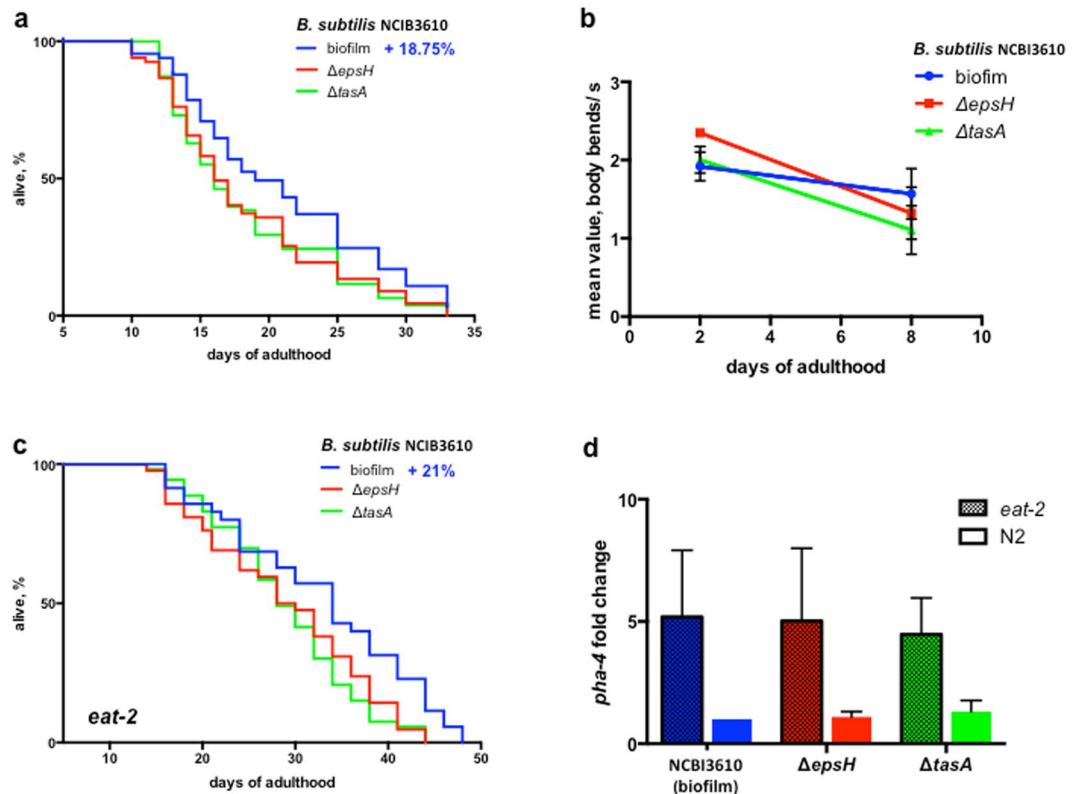 a
B. subtilis NCIB3610
biofilm + 18.75%
ΔepsH
ΔtasA
100
50
0
alive, %
5 10 15 20 25 30 35
days of adulthood
b
B. subtilis NCBI3610
biofim
ΔepsH
ΔtasA
3
2
1
0
mean value, body bends/ s
0 2 4 6 8 10
days of adulthood
c
B. subtilis NCIB3610
biofilm + 21%
ΔepsH
ΔtasA
100
50
0
alive, %
eat-2
10 20 30 40 50
days of adulthood
d
eat-2
N2
10
5
0
pha-4 fold change
NCBI3610 ΔepsH ΔtasA
(biofilm)